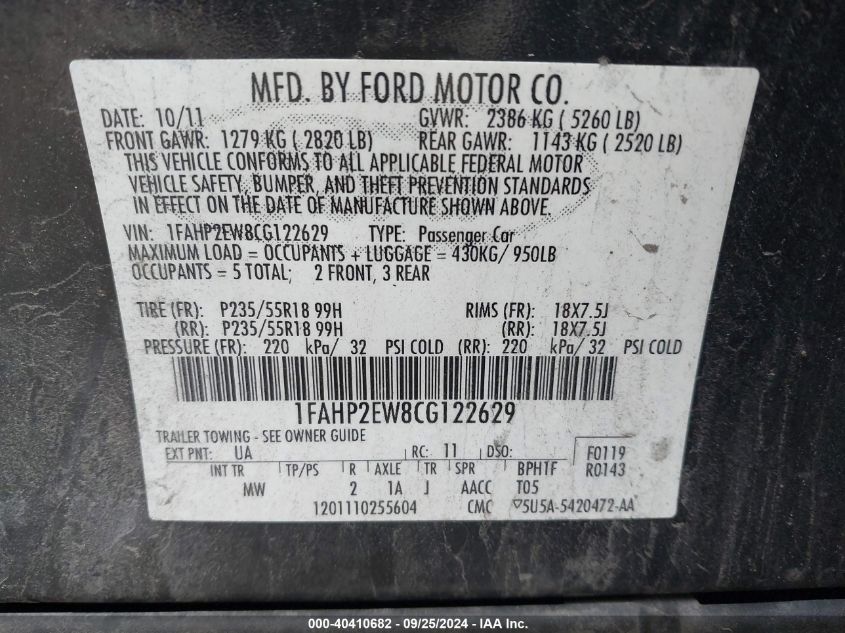 MFD. BY FORD MOTOR CO.
DATE: 10/11 GVWR: 2386 KG ( 5260 LB)
FRONT GAWR: 1279 KG ( 2820 LB) REAR GAWR: 1143 KG ( 2520 LB)
THIS VEHICLE CONFORMS TO ALL APPLICABLE FEDERAL MOTOR
VEHICLE SAFETY, BUMPER, AND THEFT PREVENTION STANDARDS
IN EFFECT ON THE DATE OF MANUFACTURE SHOWN ABOVE.
VIN: 1FAHP2EW8CG122629 TYPE: Passenger Car
MAXIMUM LOAD = OCCUPANTS + LUGGAGE = 430KG/ 950LB
OCCUPANTS = 5 TOTAL; 2 FRONT, 3 REAR
TIRE (FR): P235/55R18 99H RIMS (FR): 18X7.5J
(RR): P235/55R18 99H (RR): 18X7.5J
PRESSURE (FR): 220 kPa/ 32 PSI COLD (RR): 220 kPa/ 32 PSI COLD
1FAHP2EW8CG122629
TRAILER TOWING - SEE OWNER GUIDE
EXT PNT: UA RC: 11 DSO: F0119
INT TR TP/PS R AXLE TR SPR BPH1F R0143
MW 2 1A J AACC T05
1201110255604 CMC ▽5U5A-5420472-AA
000-40410682 - 09/25/2024 - IAAI.com